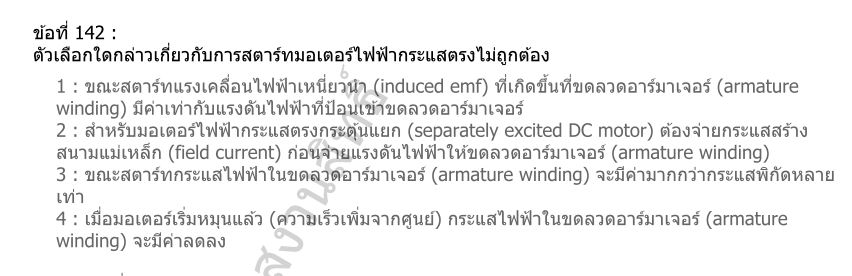 ข้อที่ 142 :
ตัวเลือกใดกล่าวเกี่ยวกับการสตาร์ทมอเตอร์ไฟฟ้ากระแสตรงไม่ถูกต้อง
1 : ขณะสตาร์ทแรงเคลื่อนไฟฟ้าเหนี่ยวนำ (induced emf) ที่เกิดขึ้นที่ขดลวดอาร์มาเจอร์ (armature
winding) มีค่าเท่ากับแรงดันไฟฟ้าที่ป้อนเข้าขดลวดอาร์มาเจอร์
2 : สำหรับมอเตอร์ไฟฟ้ากระแสตรงกระตุ้นแยก (separately excited DC motor) ต้องจ่ายกระแสสร้าง
สนามแม่เหล็ก (field current) ก่อนจ่ายแรงดันไฟฟ้าให้ขดลวดอาร์มาเจอร์ (armature winding)
3 : ขณะสตาร์ทกระแสไฟฟ้าในขดลวดอาร์มาเจอร์ (armature winding) จะมีค่ามากกว่ากระแสพิกัดหลาย
เท่า
4 : เมื่อมอเตอร์เริ่มหมุนแล้ว (ความเร็วเพิ่มจากศูนย์) กระแสไฟฟ้าในขดลวดอาร์มาเจอร์ (armature
winding) จะมีค่าลดลง